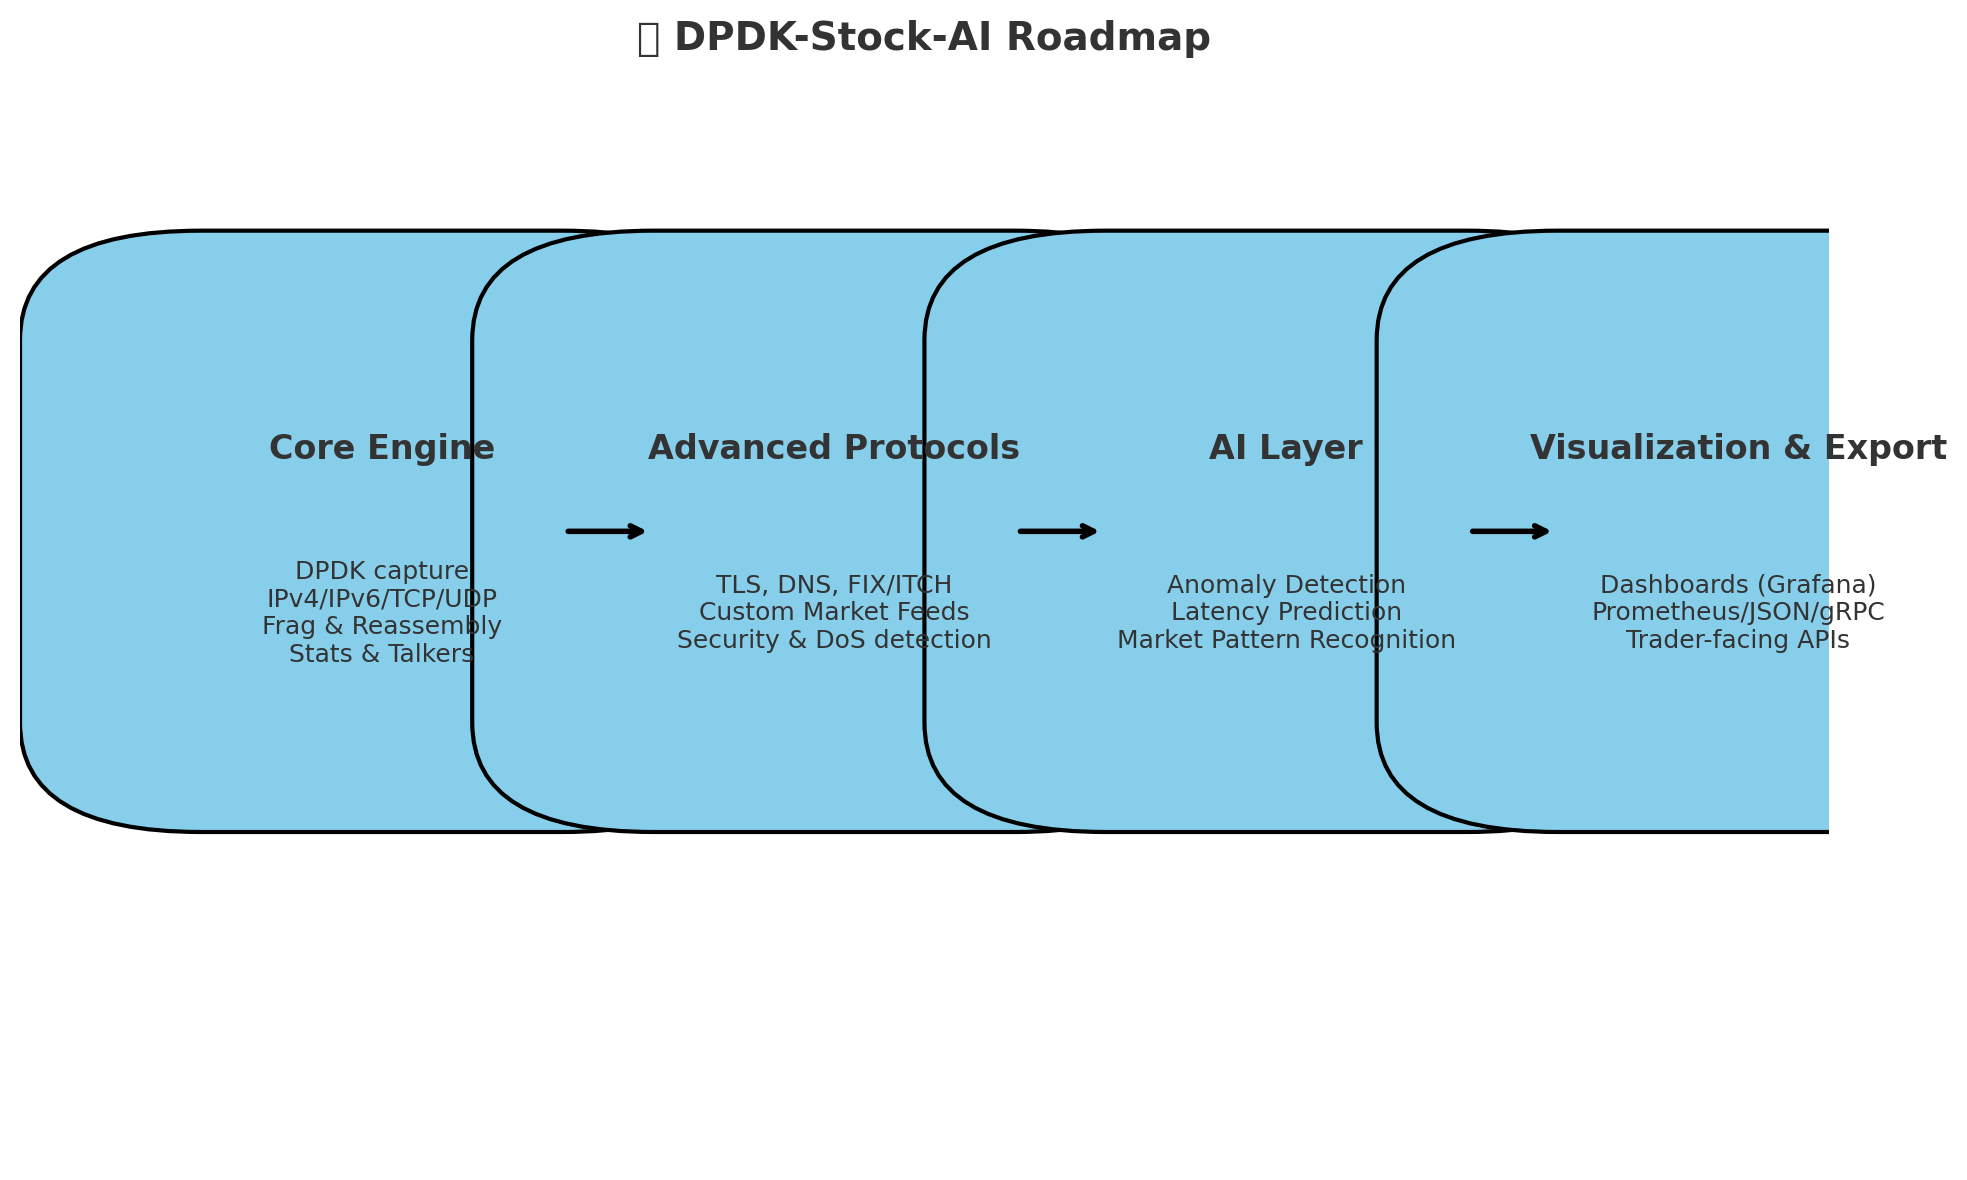 DPDK-Stock-AI Roadmap
Core Engine
DPDK capture
IPv4/IPv6/TCP/UDP
Frag & Reassembly
Stats & Talkers
Advanced Protocols
TLS, DNS, FIX/ITCH
Custom Market Feeds
Security & DoS detection
AI Layer
Anomaly Detection
Latency Prediction
Market Pattern Recognition
Visualization & Export
Dashboards (Grafana)
Prometheus/JSON/gRPC
Trader-facing APIs